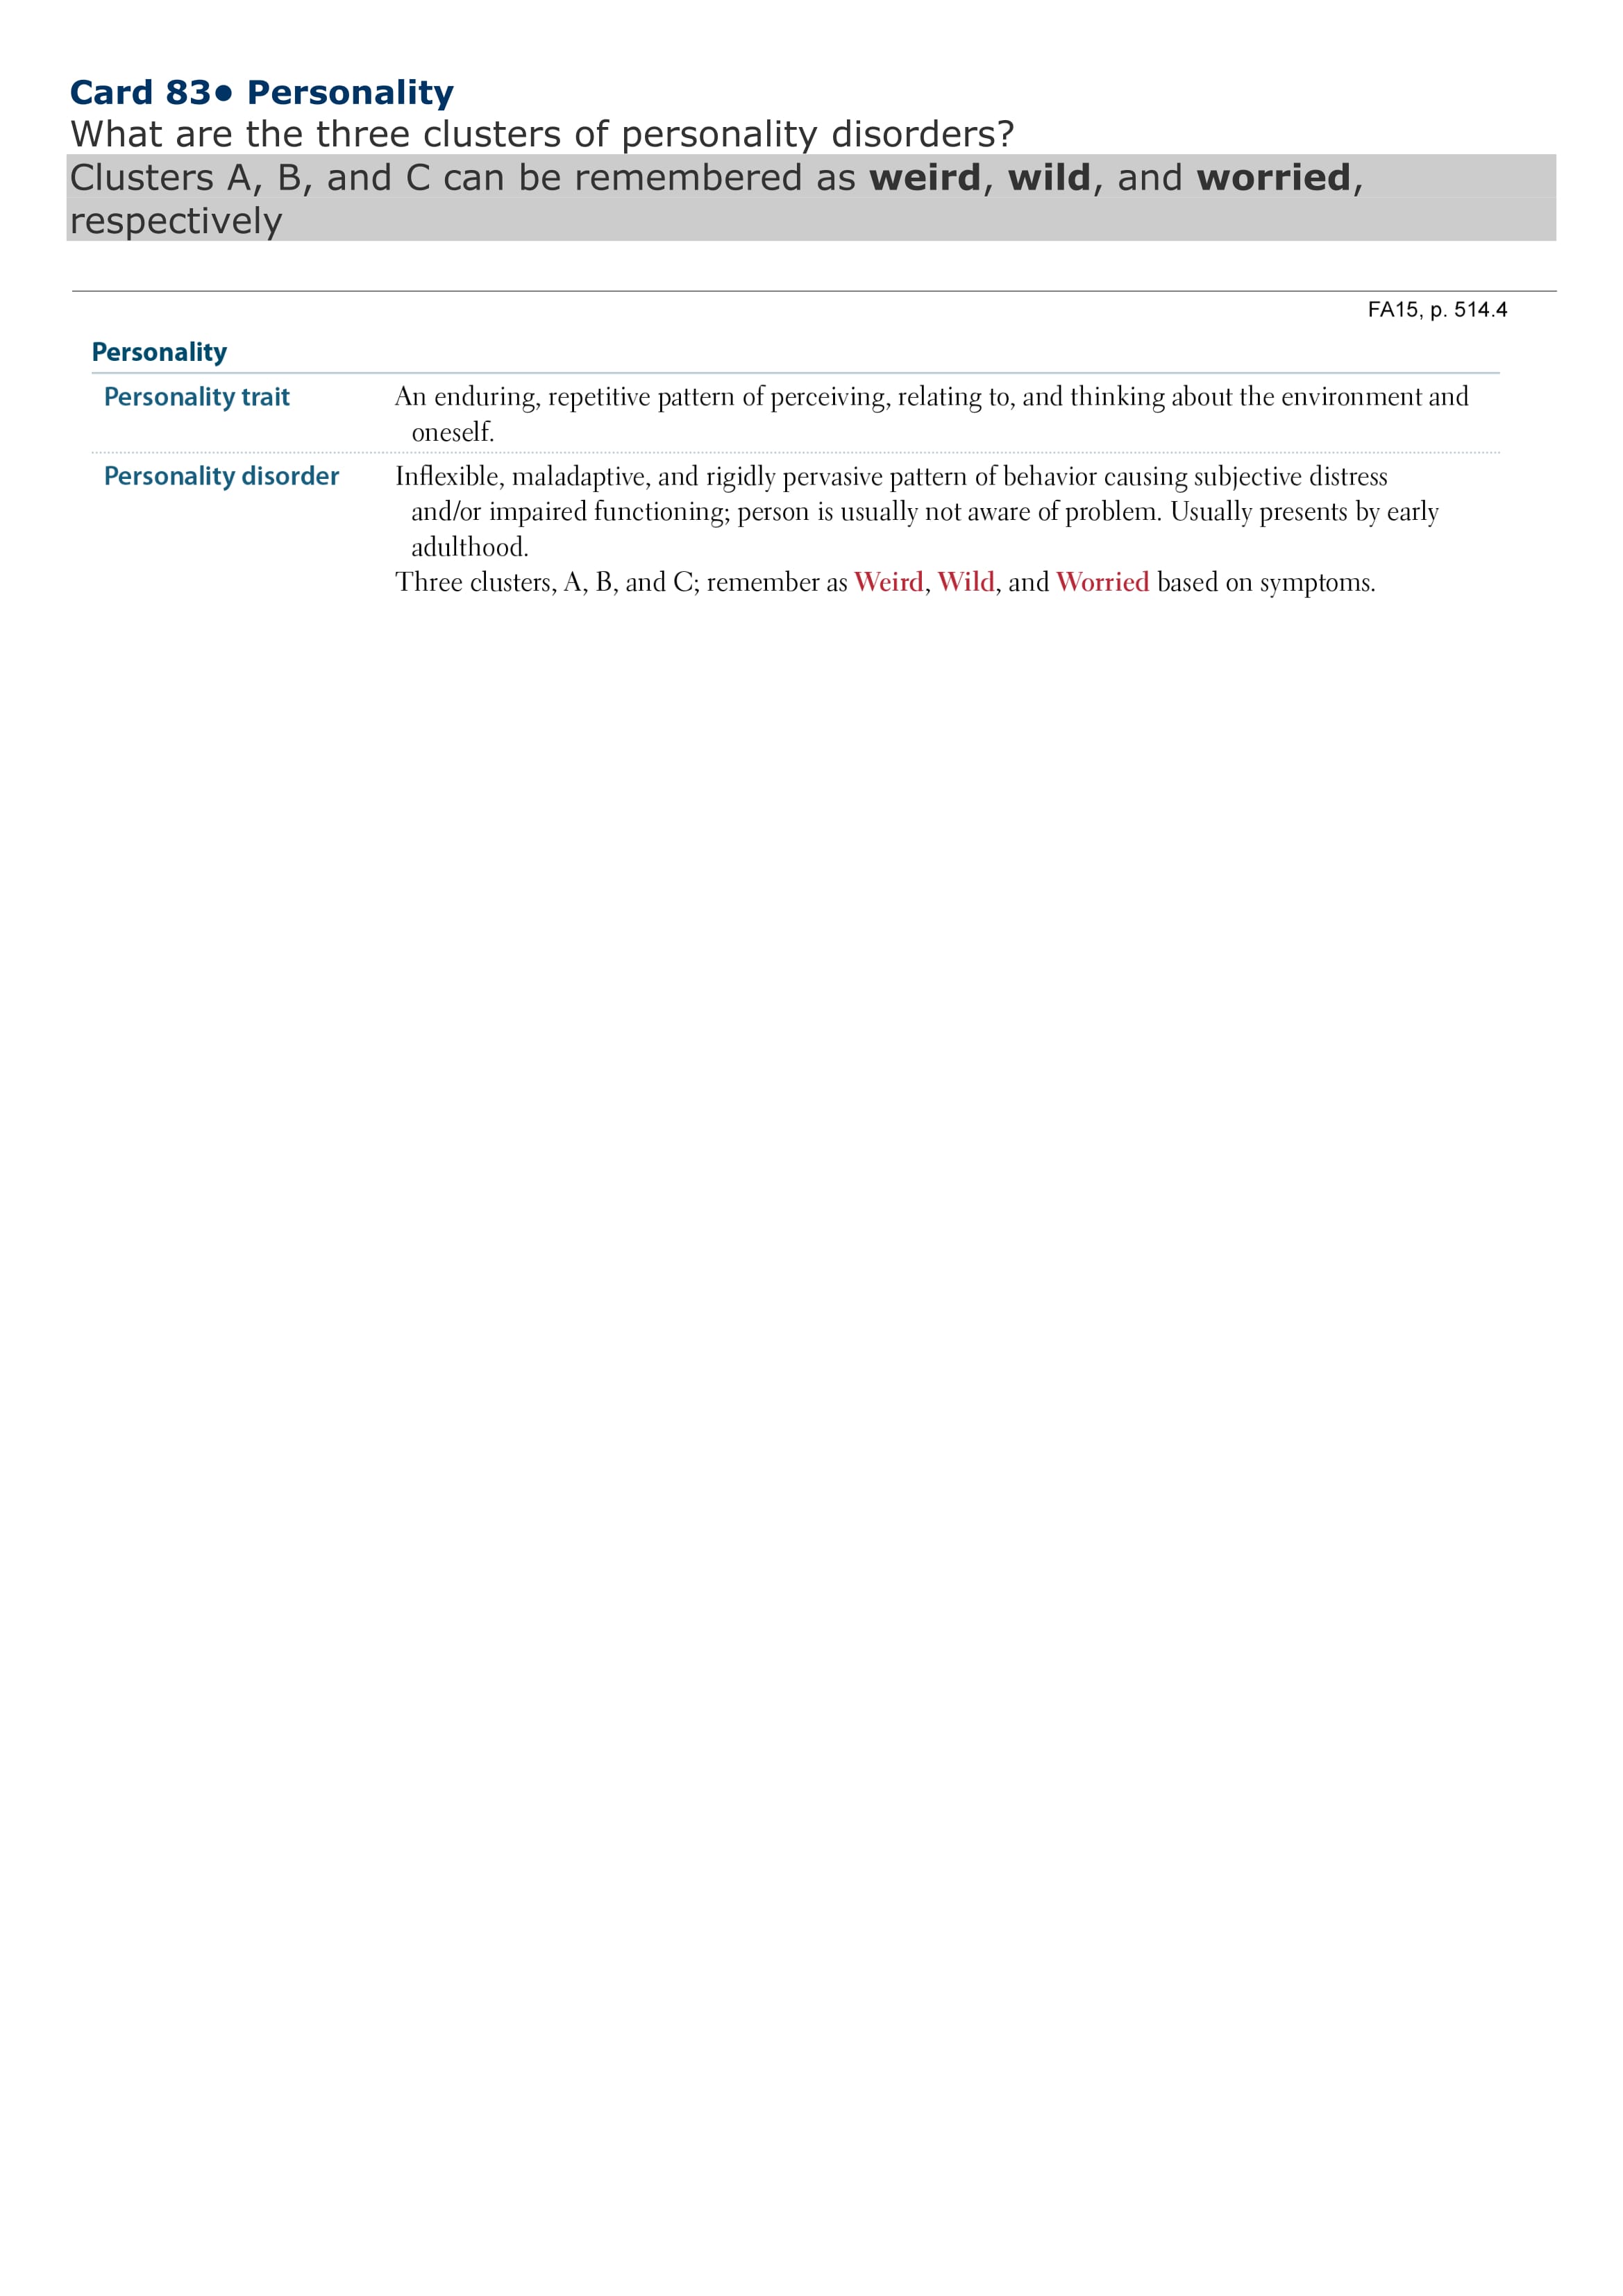 Card 83● Personality
What are the three clusters of personality disorders?
Clusters A, B, and C can be remembered as weird, wild, and worried,
respectively
FA15, p. 514.4
Personality
Personality trait
An enduring, repetitive pattern of perceiving, relating to, and thinking about the environment and
oneself.
Personality disorder
Inflexible, maladaptive, and rigidly pervasive pattern of behavior causing subjective distress
and/or impaired functioning; person is usually not aware of problem. Usually presents by early
adulthood.
Three clusters, A, B, and C; remember as Weird, Wild, and Worried based on symptoms.